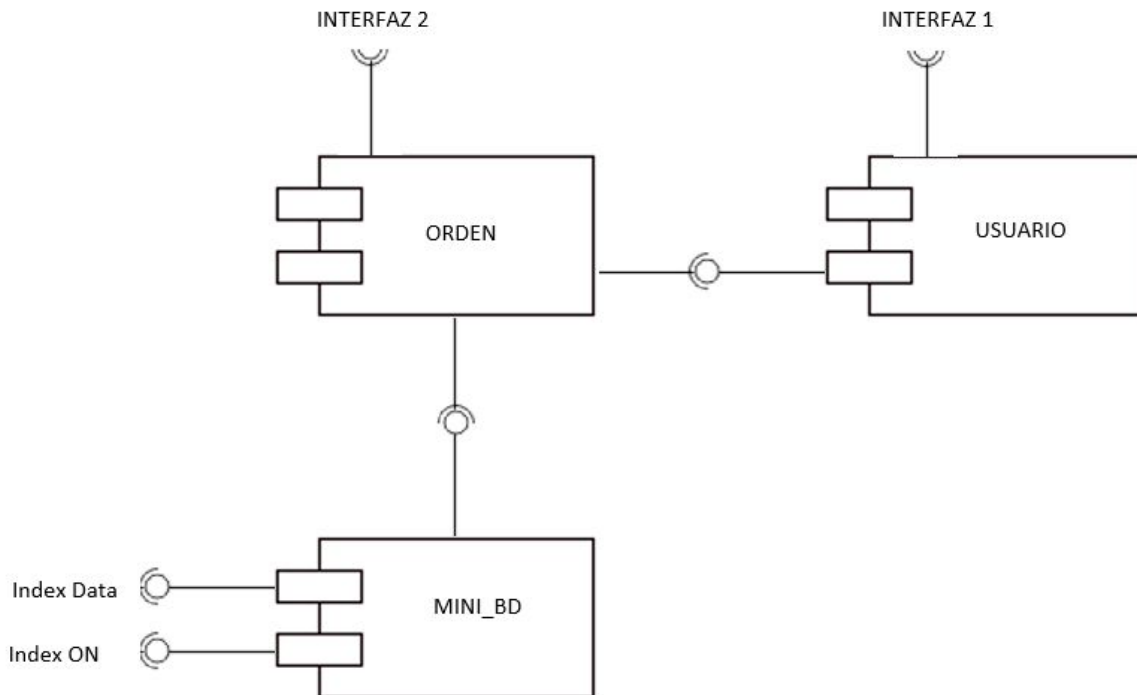 INTERFAZ 2
INTERFAZ 1
ORDEN
USUARIO
Index Data
MINI_BD
Index ON